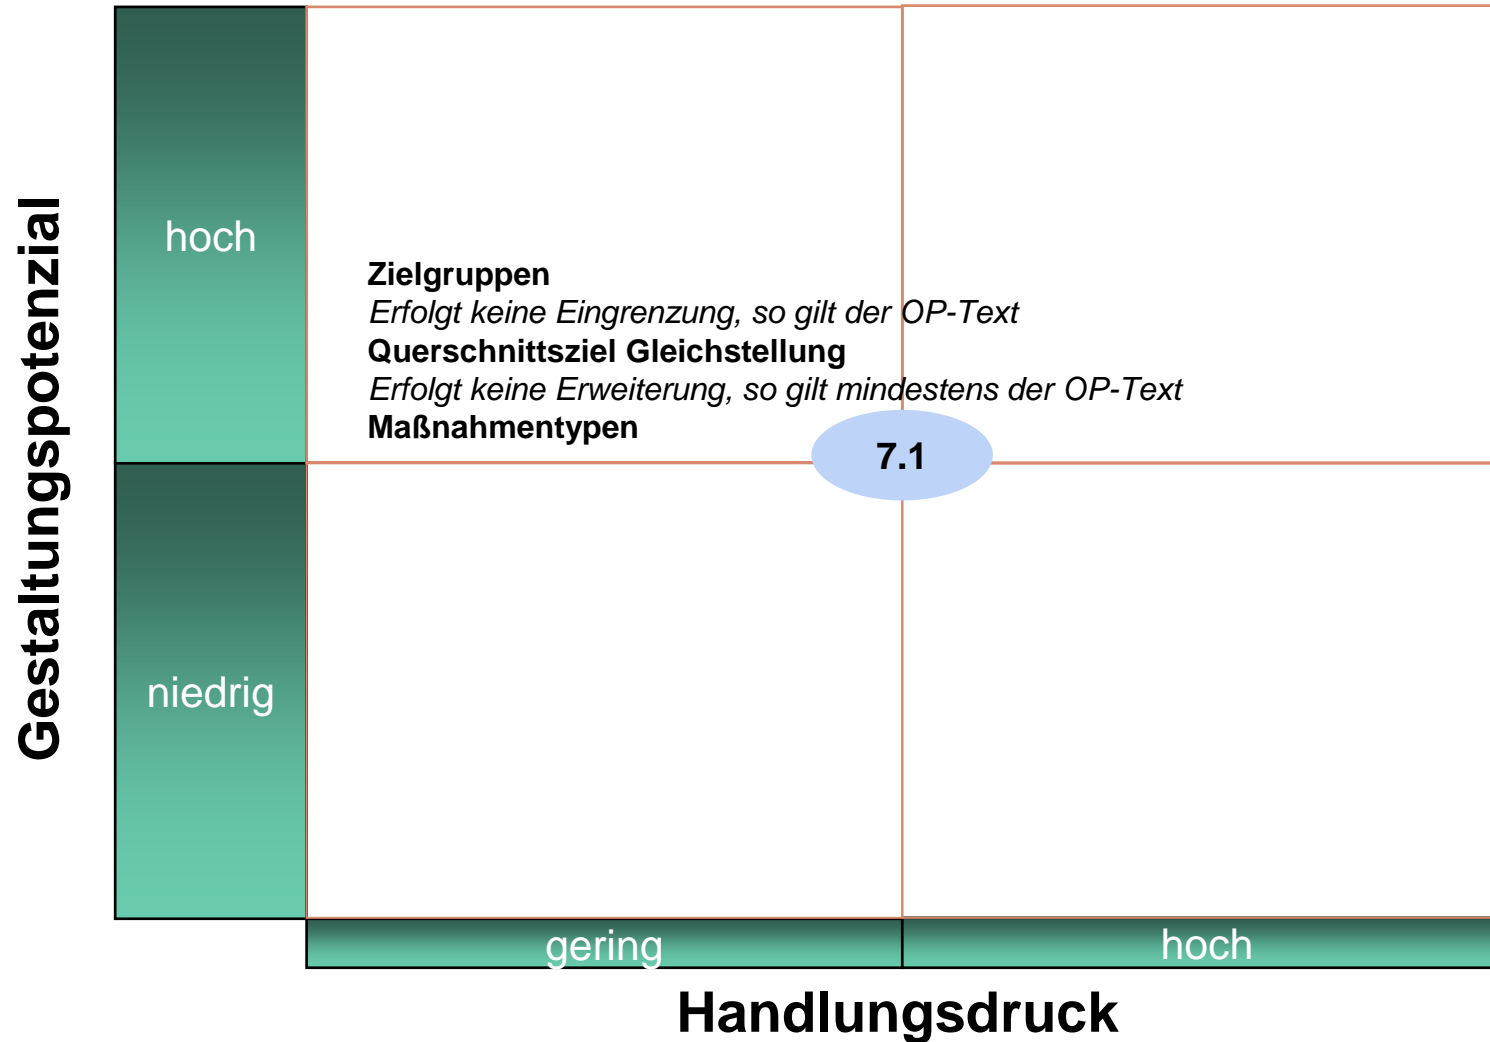 Gestaltungspotenzial
hoch
Zielgruppen
Erfolgt keine Eingrenzung, so gilt der OP-Text
Querschnittsziel Gleichstellung
Erfolgt keine Erweiterung, so gilt mindestens der OP-Text
Maßnahmentypen
7.1
niedrig
gering
hoch
Handlungsdruck